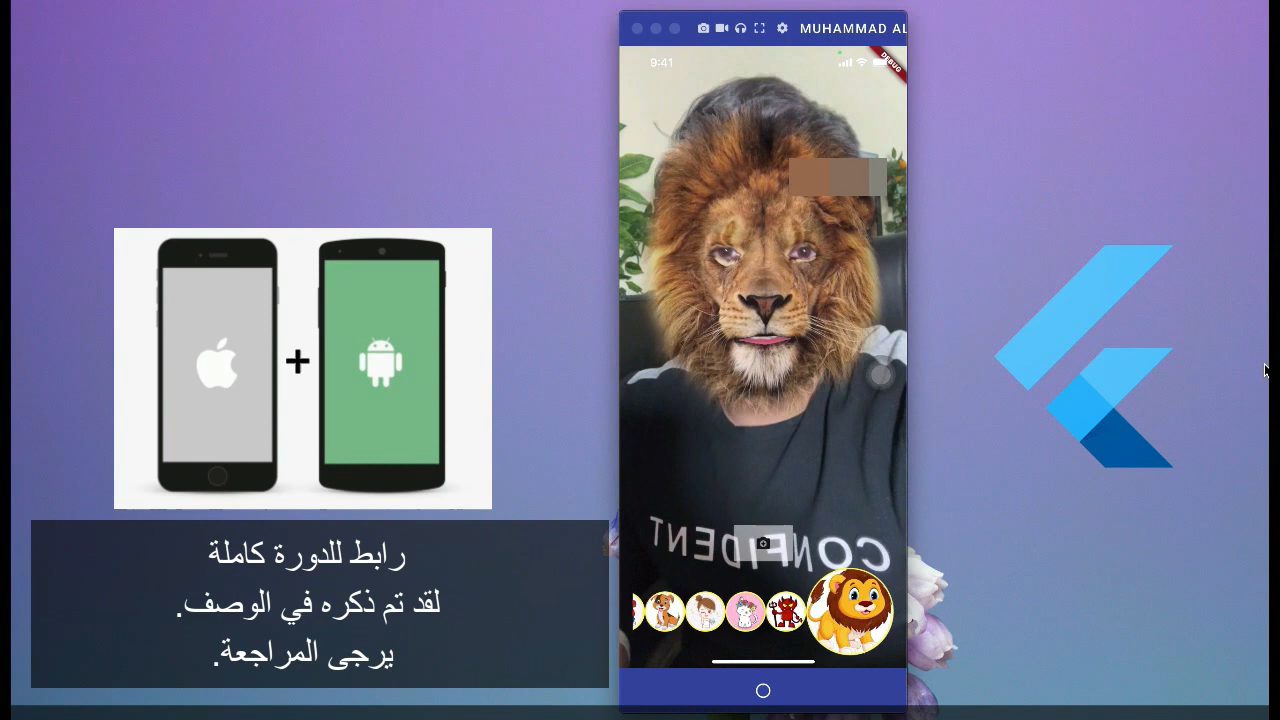 MUHAMMAD AL
9:41
DEBUG
CONFIDENT
رابط للدورة كاملة
لقد تم ذكره في الوصف.
يرجى المراجعة.